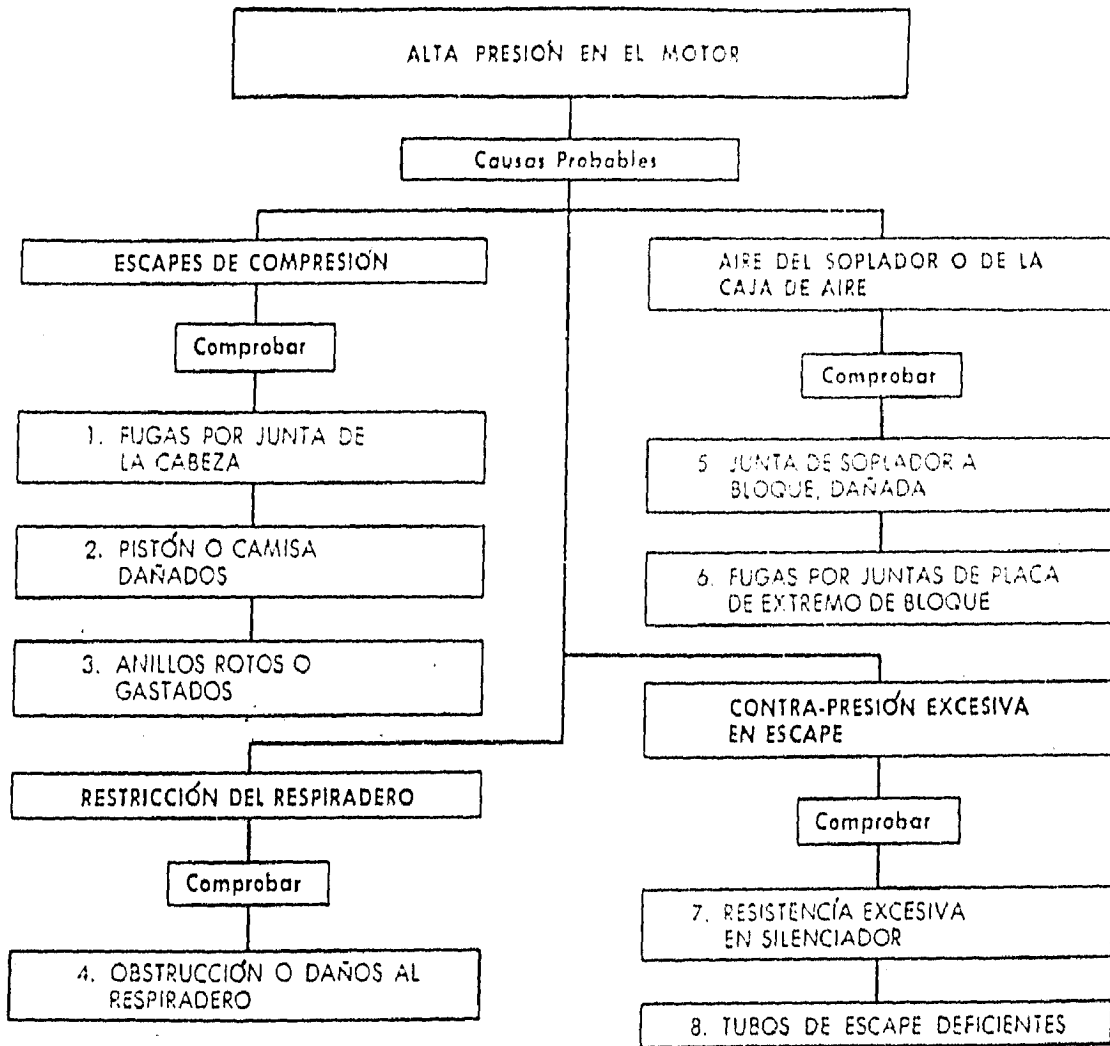 ALTA PRESIÓN EN EL MOTOR
Causas Probables
ESCAPES DE COMPRESIÓN
Comprobar
1. FUGAS POR JUNTA DE
LA CABEZA
2. PISTÓN O CAMISA
DAÑADOS
3. ANILLOS ROTOS O
GASTADOS
RESTRICCIÓN DEL RESPIRADERO
Comprobar
4. OBSTRUCCIÓN O DAÑOS AL
RESPIRADERO
AIRE DEL SOPLADOR O DE LA
CAJA DE AIRE
Comprobar
5. JUNTA DE SOPLADOR A
BLOQUE, DAÑADA
6. FUGAS POR JUNTAS DE PLACA
DE EXTREMO DE BLOQUE
CONTRA-PRESIÓN EXCESIVA
EN ESCAPE
Comprobar
7. RESISTENCÍA EXCESIVA
EN SILENCIADOR
8. TUBOS DE ESCAPE DEFICIENTES